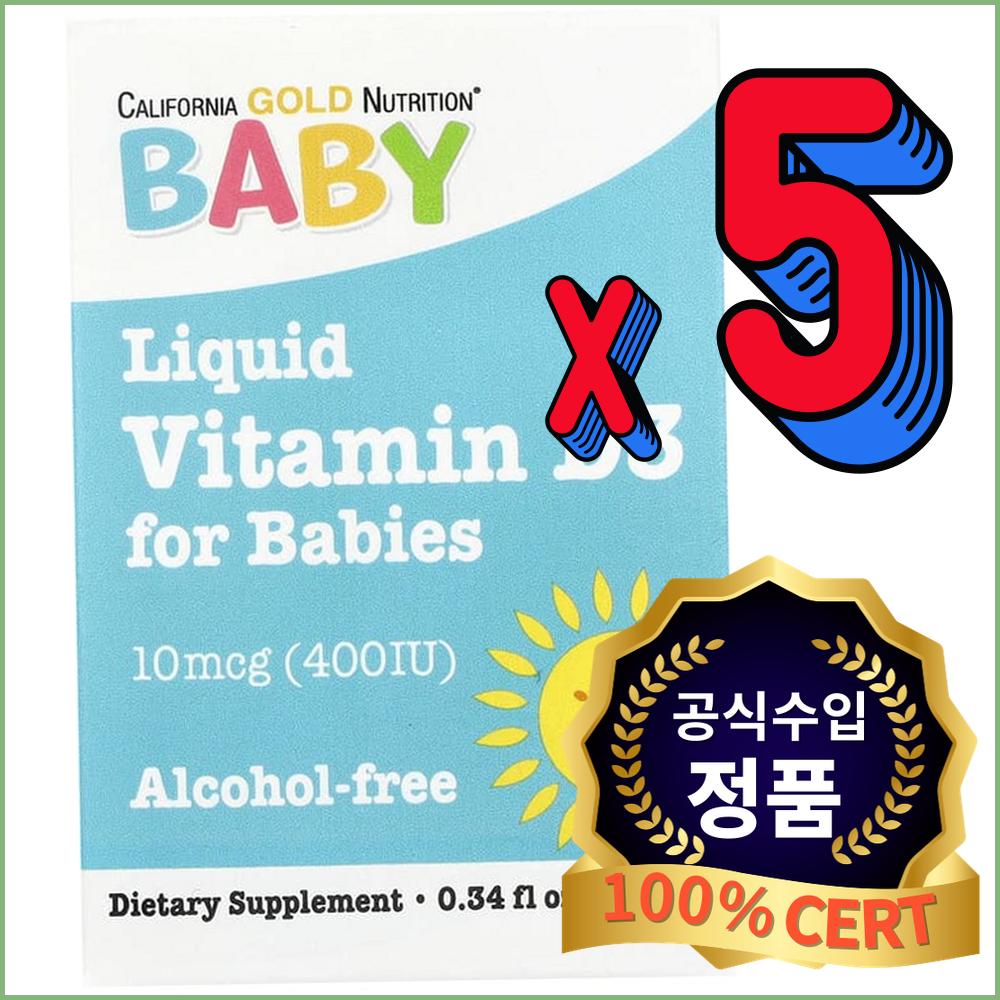 CALIFORNIA GOLD NUTRITION®
BABY
Liquid
Vitamin D3
for Babies
10mcg (400IU)
Alcohol-free
Dietary Supplement • 0.34 fl
x 5
공식수입
정품
100% CERT